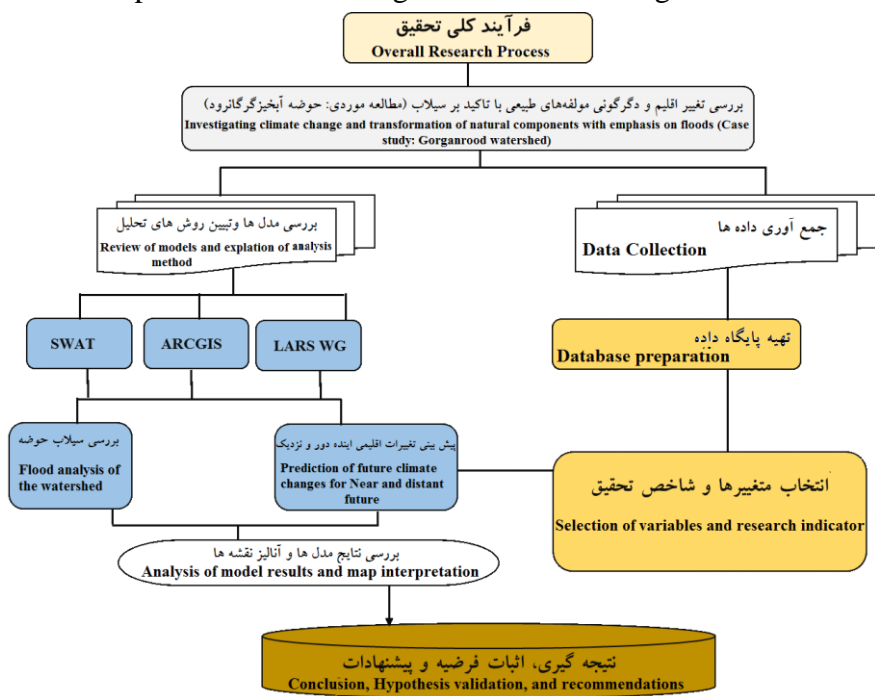 فرآیند کلی تحقیق
Overall Research Process
بررسی تغییر اقلیم و دگرگونی مولفه‌های طبیعی با تاکید بر سیلاب (مطالعه موردی: حوضه آبخیزگرگانرود)
Investigating climate change and transformation of natural components with emphasis on floods (Case
study: Gorganrood watershed)
بررسی مدل ها وتبیین روش های تحلیل
Review of models and explation of analysis
method
جمع آوری داده ها
Data Collection
SWAT
ARCGIS
LARS WG
تهیه پایگاه داده
Database preparation
بررسی سیلاب حوضه
Flood analysis of
the watershed
پیش بینی تغییرات اقلیمی اینده دور و نزدیک
Prediction of future climate
changes for Near and distant
future
انتخاب متغییرها و شاخص تحقیق
Selection of variables and research indicator
بررسی نتایج مدل ها و آنالیز نقشه ها
Analysis of model results and map interpretation
نتیجه گیری، اثبات فرضیه و پیشنهادات
Conclusion, Hypothesis validation, and recommendations